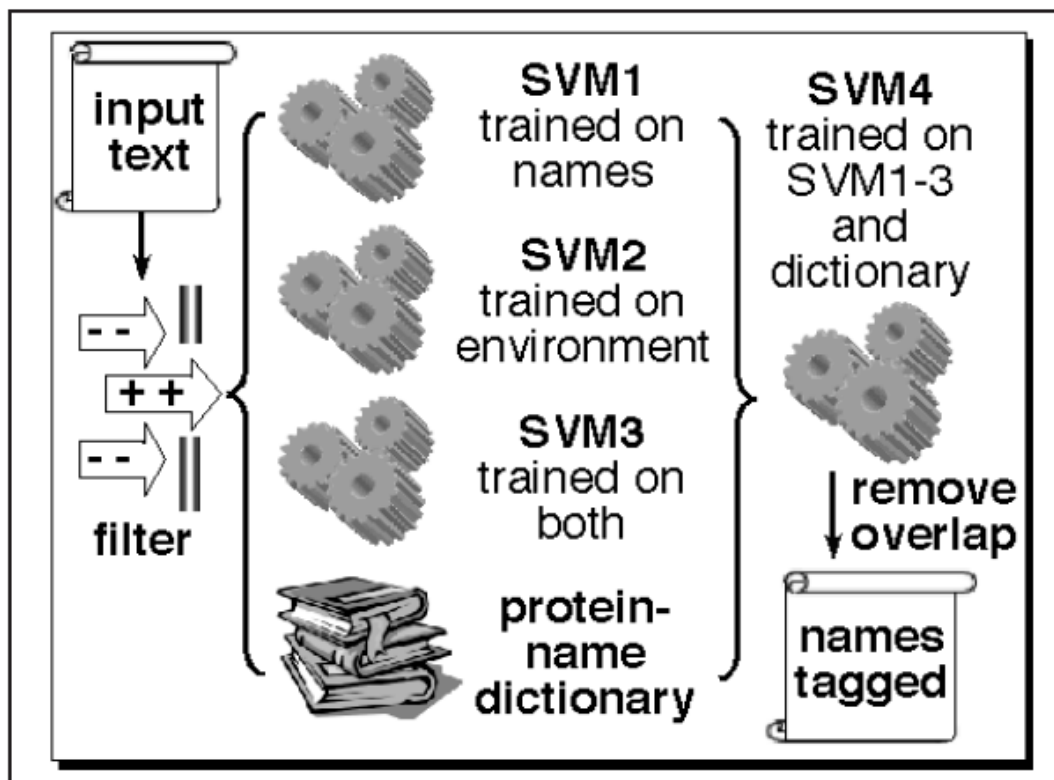 input
text
- -
+ +
- -
filter
SVM1
trained on
names
SVM2
trained on
environment
SVM3
trained on
both
protein-
name
dictionary
SVM4
trained on
SVM1-3
and
dictionary
remove
overlap
names
tagged